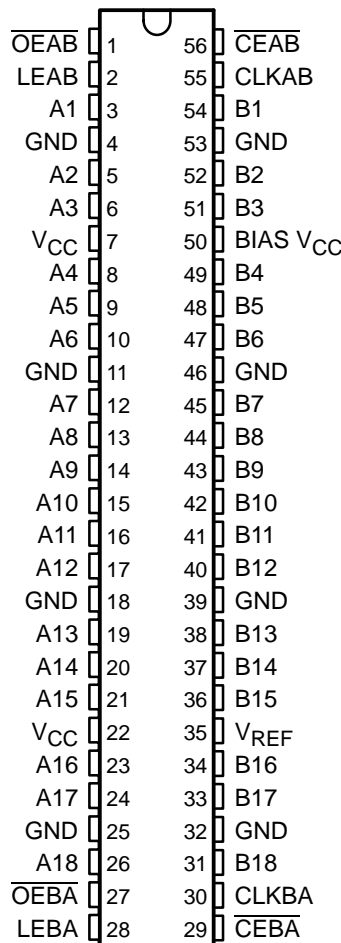 OEAB 1 56 CEAB
LEAB 2 55 CLKAB
A1 3 54 B1
GND 4 53 GND
A2 5 52 B2
A3 6 51 B3
VCC 7 50 BIAS VCC
A4 8 49 B4
A5 9 48 B5
A6 10 47 B6
GND 11 46 GND
A7 12 45 B7
A8 13 44 B8
A9 14 43 B9
A10 15 42 B10
A11 16 41 B11
A12 17 40 B12
GND 18 39 GND
A13 19 38 B13
A14 20 37 B14
A15 21 36 B15
VCC 22 35 VREF
A16 23 34 B16
A17 24 33 B17
GND 25 32 GND
A18 26 31 B18
OEBA 27 30 CLKBA
LEBA 28 29 CEBA